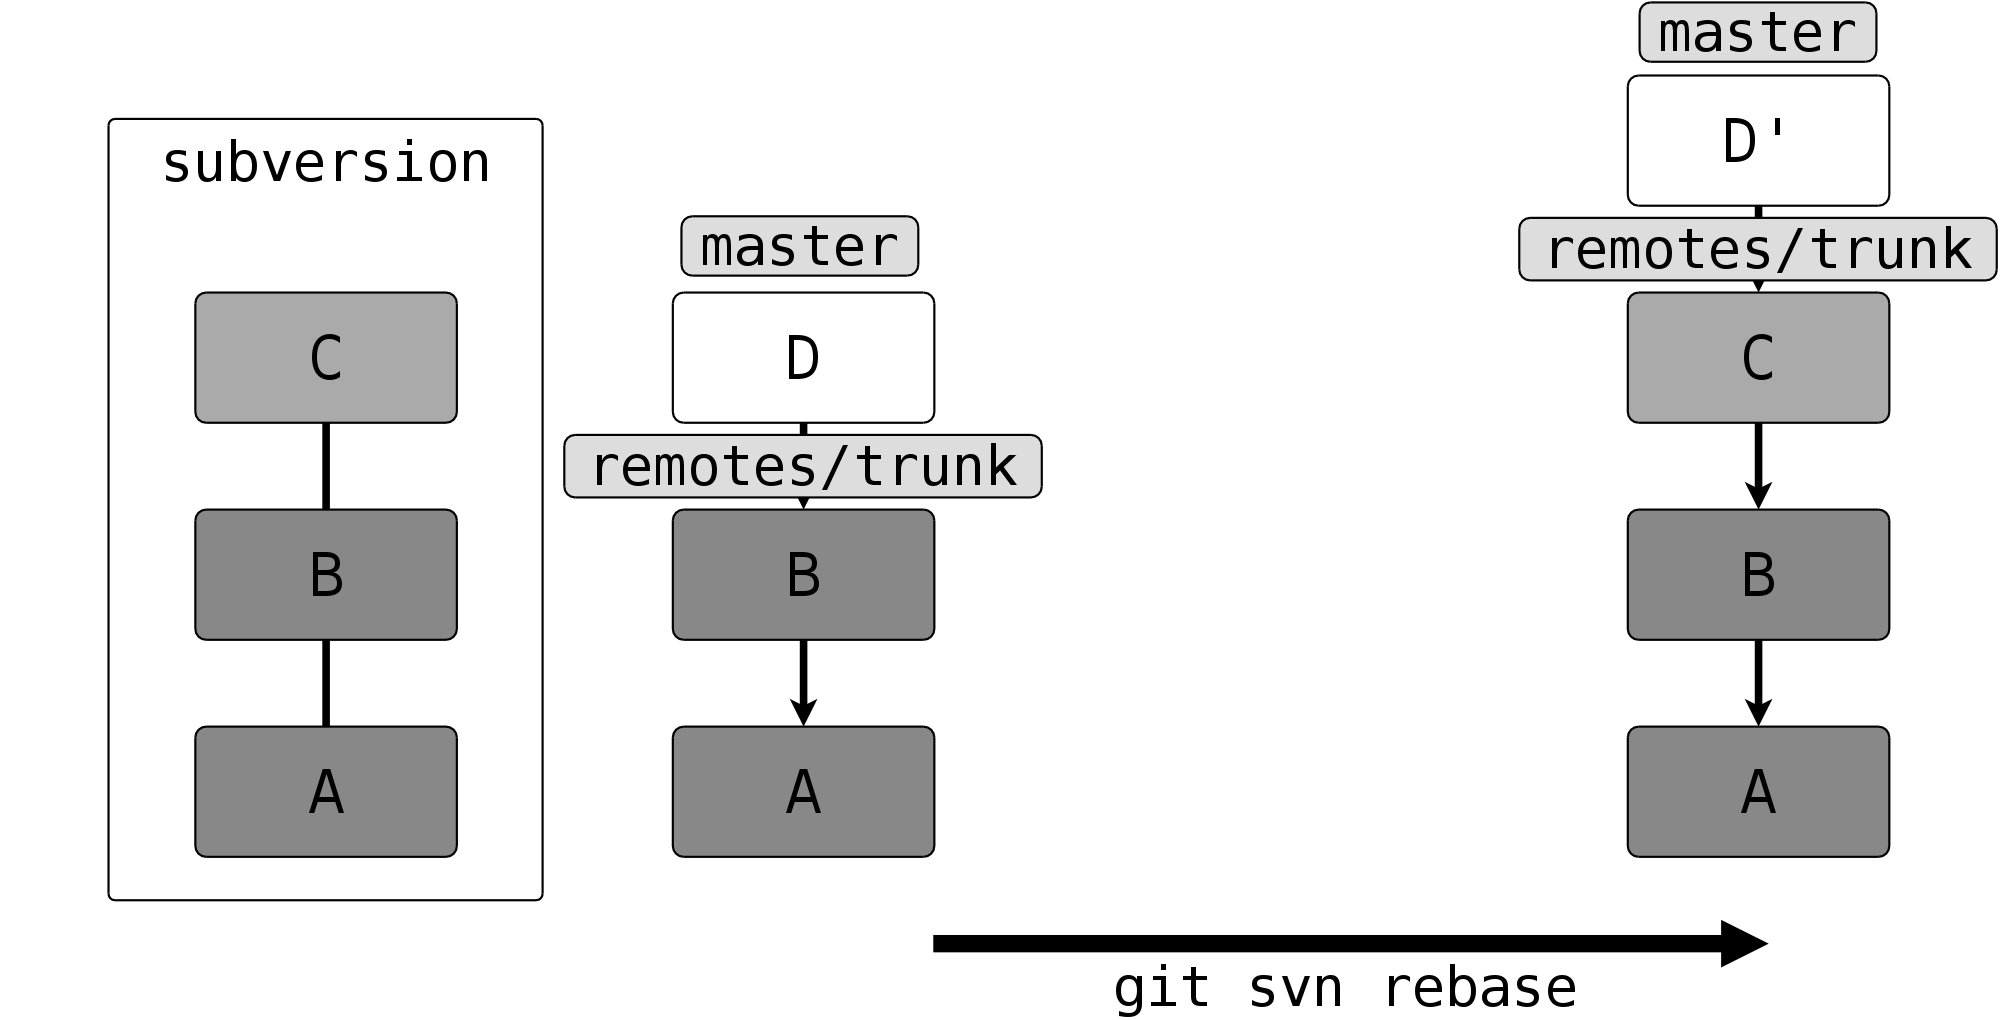 subversion
C
B
A
master
D
remotes/trunk
B
A
master
D'
remotes/trunk
C
B
A
git svn rebase